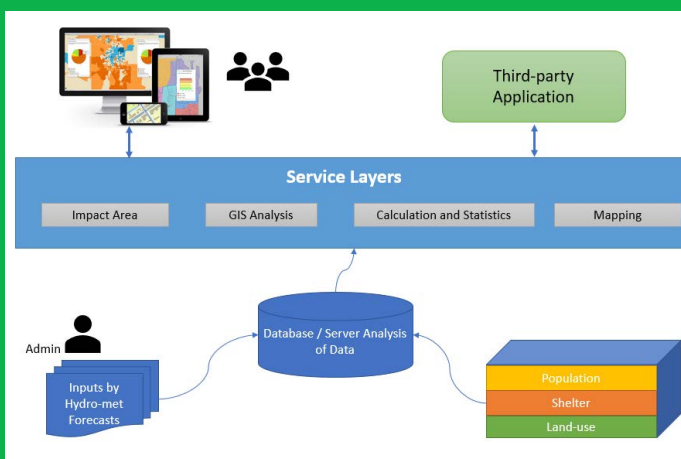 Third-party
Application
Service Layers
Impact Area
GIS Analysis
Calculation and Statistics
Mapping
Database / Server Analysis
of Data
Admin
Inputs by
Hydro-met
Forecasts
Population
Shelter
Land-use